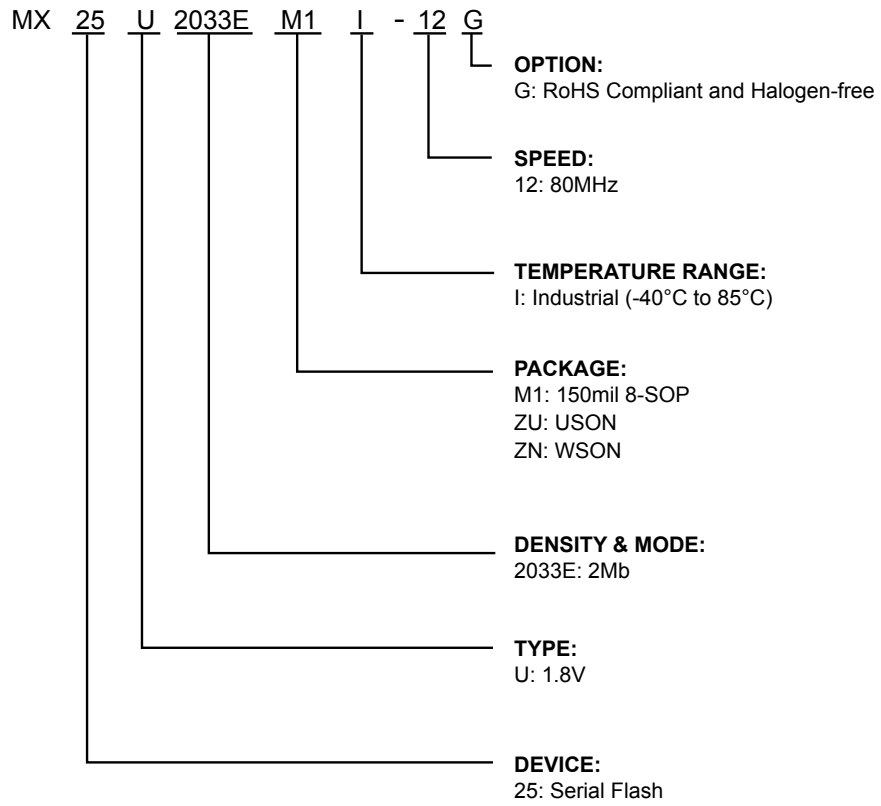 MX 25 U 2033E M1 I - 12 G
OPTION:
G: RoHS Compliant and Halogen-free
SPEED:
12: 80MHz
TEMPERATURE RANGE:
I: Industrial (-40°C to 85°C)
PACKAGE:
M1: 150mil 8-SOP
ZU: USON
ZN: WSON
DENSITY & MODE:
2033E: 2Mb
TYPE:
U: 1.8V
DEVICE:
25: Serial Flash